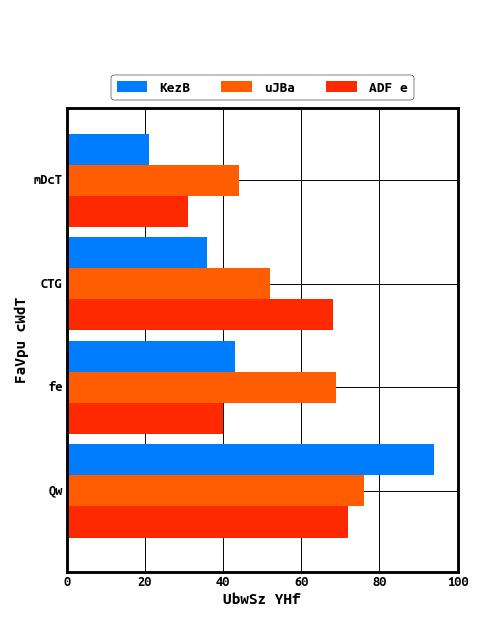 KezB uJBa ADF e
mDcT
CTG
fe
Qw
FaVpu cWdT
0 20 40 60 80 100
UbwSz YHf